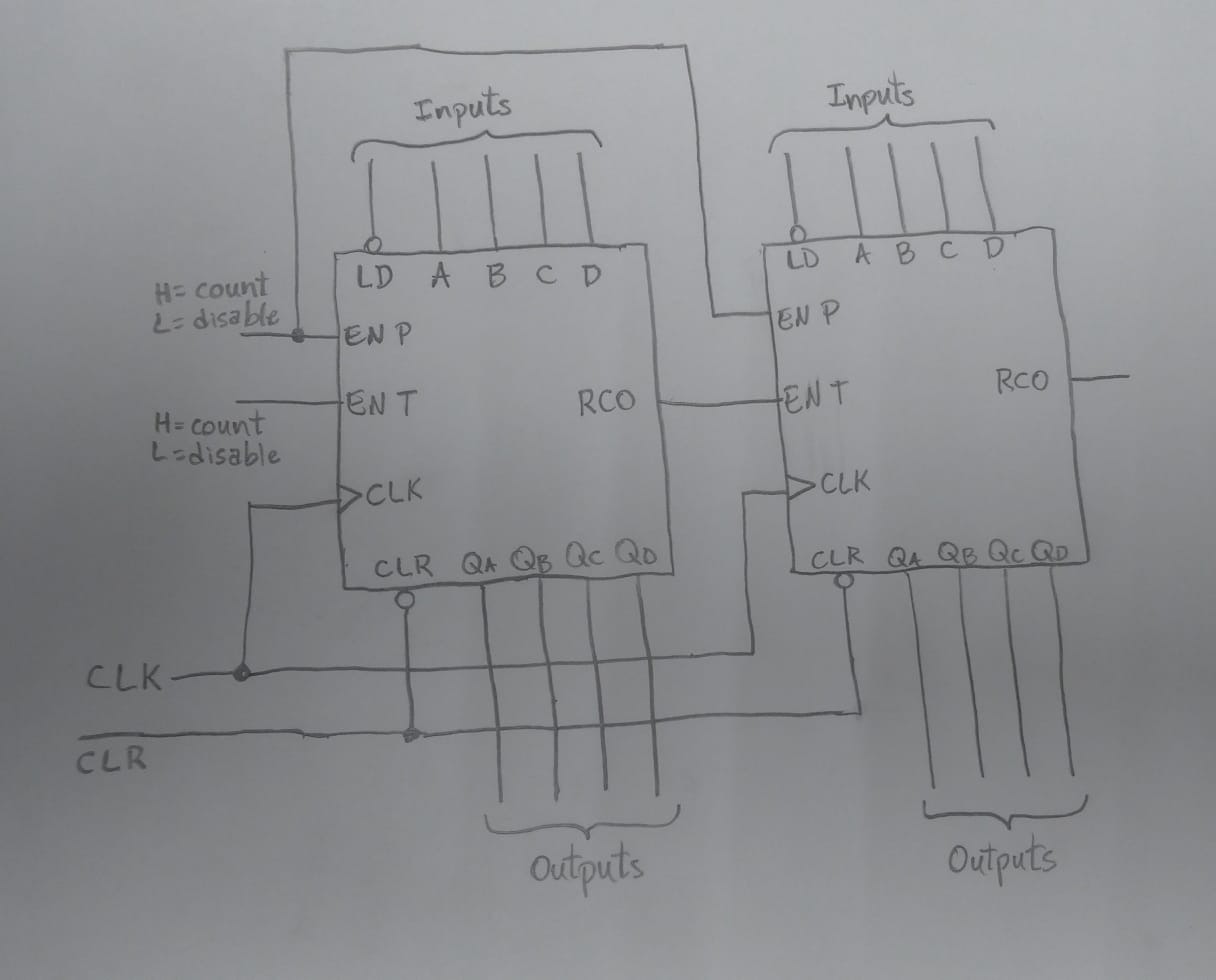 Inputs
Inputs
LD A B C D
LD A B C D
H= count
L= disable
EN P
EN P
EN T
RCO
EN T
RCO
H= count
L=disable
CLK
CLK
CLR QA QB QC QD
CLR QA QB QC QD
CLK
CLR
Outputs
Outputs